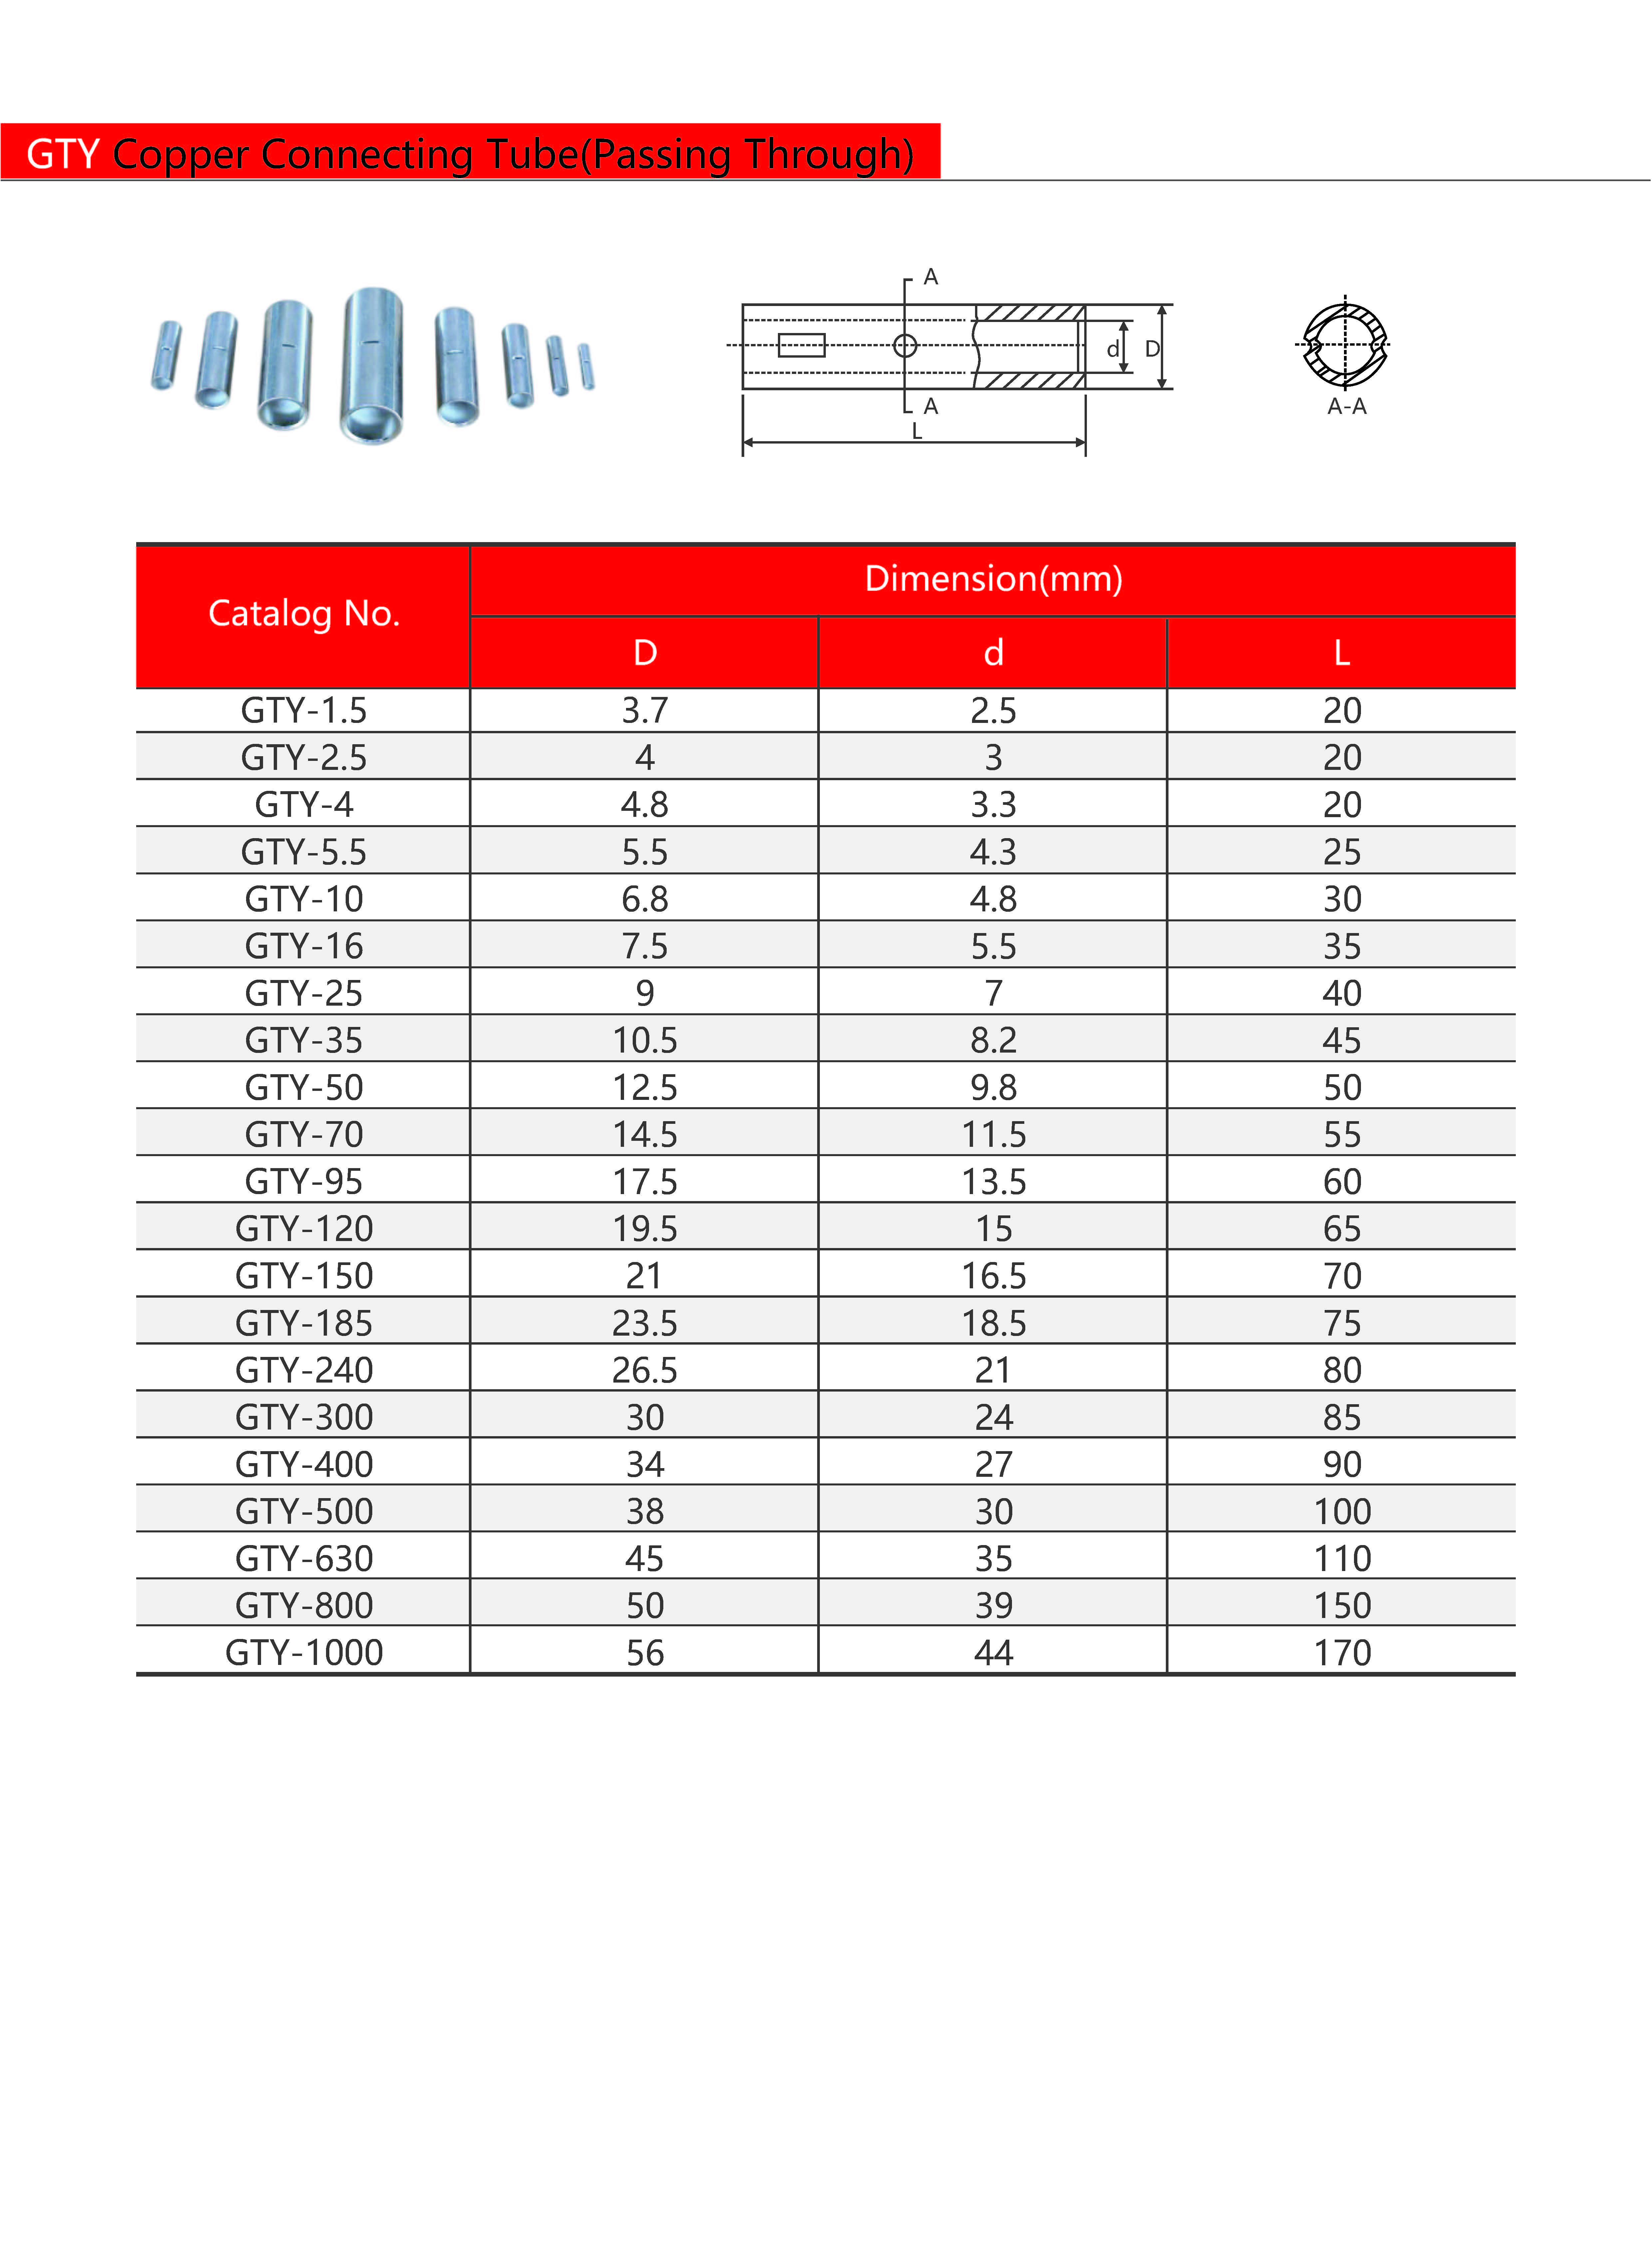 GTY Copper Connecting Tube(Passing Through)
A
d D
A
L
A-A
Catalog No. Dimension(mm)
D d L
GTY-1.5 3.7 2.5 20
GTY-2.5 4 3 20
GTY-4 4.8 3.3 20
GTY-5.5 5.5 4.3 25
GTY-10 6.8 4.8 30
GTY-16 7.5 5.5 35
GTY-25 9 7 40
GTY-35 10.5 8.2 45
GTY-50 12.5 9.8 50
GTY-70 14.5 11.5 55
GTY-95 17.5 13.5 60
GTY-120 19.5 15 65
GTY-150 21 16.5 70
GTY-185 23.5 18.5 75
GTY-240 26.5 21 80
GTY-300 30 24 85
GTY-400 34 27 90
GTY-500 38 30 100
GTY-630 45 35 110
GTY-800 50 39 150
GTY-1000 56 44 170